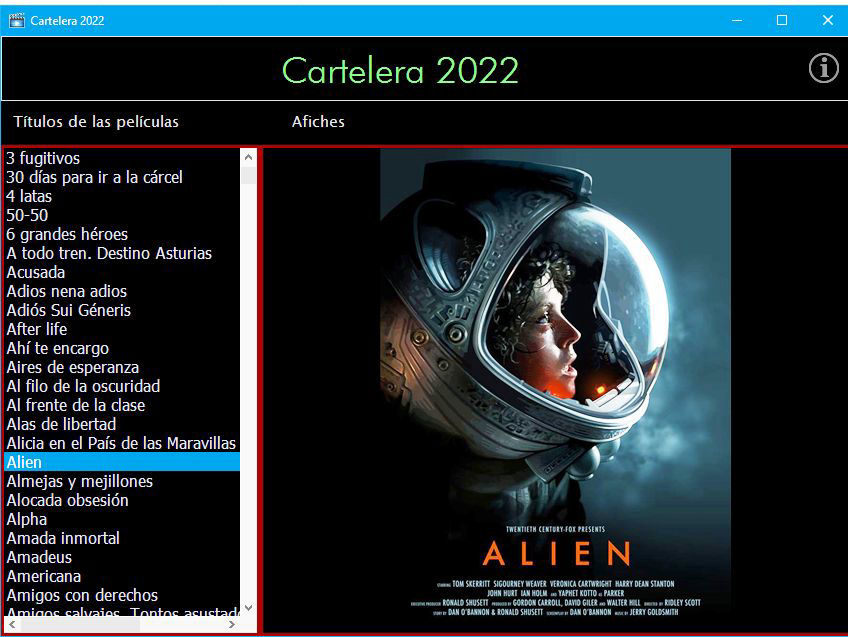 Cartelera 2022
Cartelera 2022
Títulos de las películas
Afiches
3 fugitivos
30 días para ir a la cárcel
4 latas
50-50
6 grandes héroes
A todo tren. Destino Asturias
Acusada
Adios nena adios
Adiós Sui Géneris
After life
Ahí te encargo
Aires de esperanza
Al filo de la oscuridad
Al frente de la clase
Alas de libertad
Alicia en el País de las Maravillas
Alien
Almejas y mejillones
Alocada obsesión
Alpha
Amada inmortal
Amadeus
Americana
Amigos con derechos
Amigos salvajes. Tontos asustad
TWENTIETH CENTURY-FOX PRESENTS
ALIEN
STARRING TOM SKERRITT SIGOURNEY WEAVER VERONICA CARTWRIGHT HARRY DEAN STANTON
JOHN HURT IAN HOLM AND YAPHET KOTTO AS PARKER
EXECUTIVE PRODUCER RONALD SHUSETT PRODUCED BY GORDON CARROLL, DAVID GILER AND WALTER HILL DIRECTED BY RIDLEY SCOTT
STORY BY DAN O'BANNON & RONALD SHUSETT SCREENPLAY BY DAN O'BANNON MUSIC BY JERRY GOLDSMITH